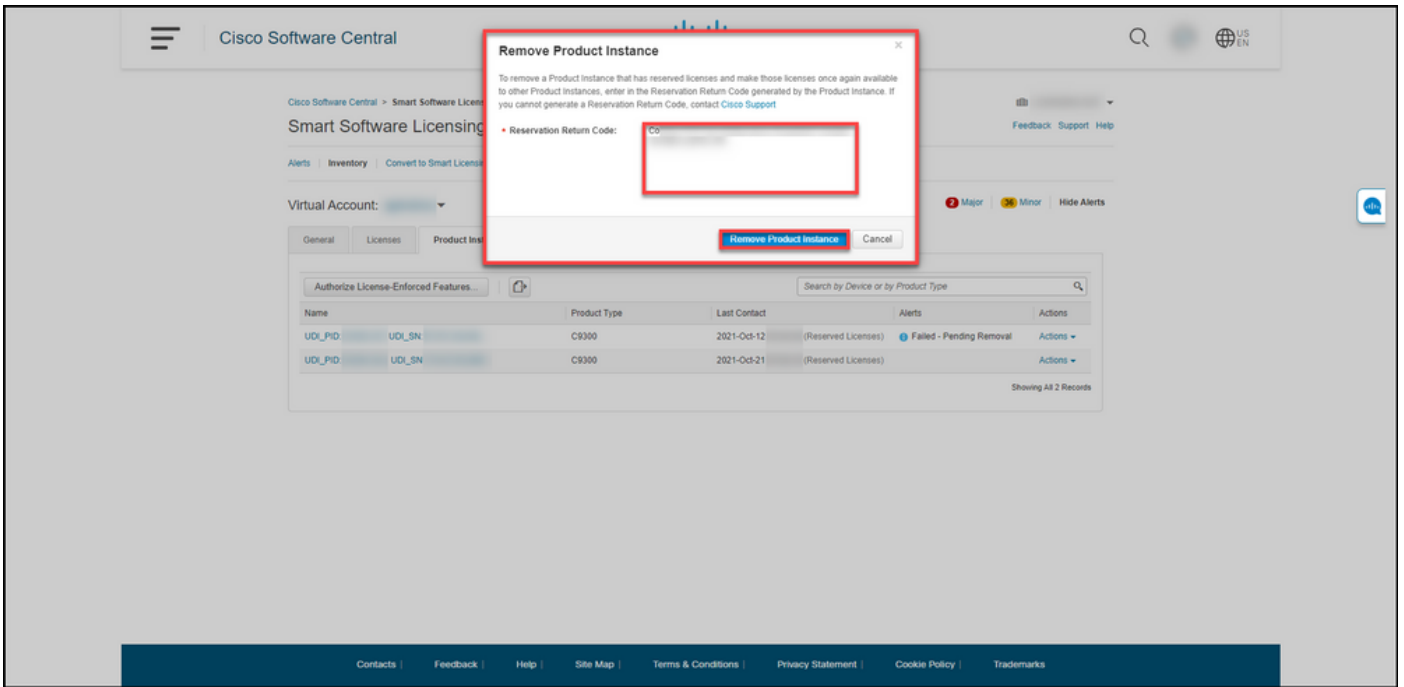 Cisco Software Central
US
EN
Remove Product Instance
×
To remove a Product Instance that has reserved licenses and make those licenses once again available
to other Product Instances, enter in the Reservation Return Code generated by the Product Instance. If
you cannot generate a Reservation Return Code, contact Cisco Support
* Reservation Return Code: Co
Remove Product Instance Cancel
Cisco Software Central > Smart Software Licens
Smart Software Licensing
Feedback Support Help
Alerts | Inventory | Convert to Smart Licensin
Virtual Account:
2 Major | 36 Minor | Hide Alerts
General Licenses Product Inst
Authorize License-Enforced Features... Search by Device or by Product Type
Name Product Type Last Contact Alerts Actions
UDI_PID: UDI_SN: C9300 2021-Oct-12 (Reserved Licenses) Failed - Pending Removal Actions
UDI_PID: UDI_SN C9300 2021-Oct-21 (Reserved Licenses) Actions
Showing All 2 Records
Contacts | Feedback | Help | Site Map | Terms & Conditions | Privacy Statement | Cookie Policy | Trademarks